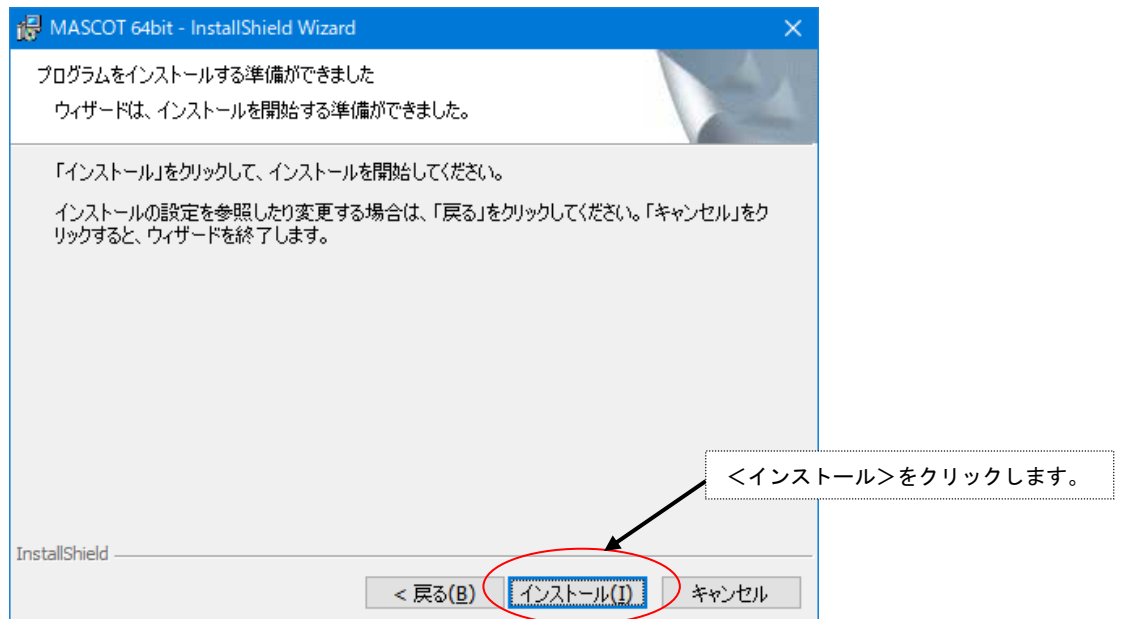 MASCOT 64bit - InstallShield Wizard
プログラムをインストールする準備ができました
ウィザードは、インストールを開始する準備ができました。
「インストール」をクリックして、インストールを開始してください。
インストールの設定を参照したり変更する場合は、「戻る」をクリックしてください。「キャンセル」をク
リックすると、ウィザードを終了します。
＜インストール＞をクリックします。
InstallShield
< 戻る(B)
インストール(I)
キャンセル